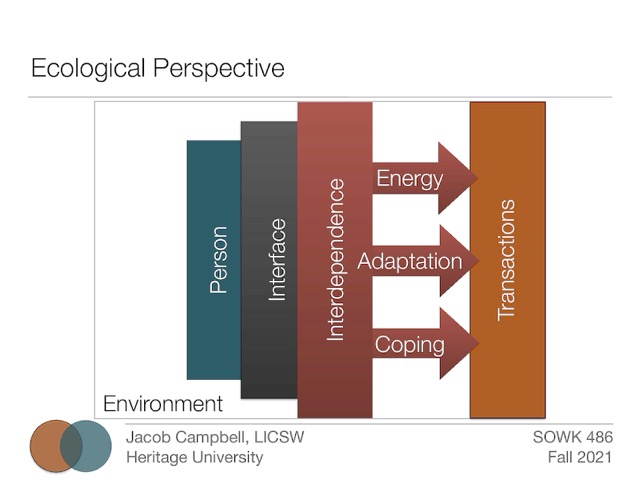 Ecological Perspective
Person
Interface
Interdependence
Energy
Adaptation
Coping
Transactions
Environment
Jacob Campbell, LICSW
Heritage University
SOWK 486
Fall 2021